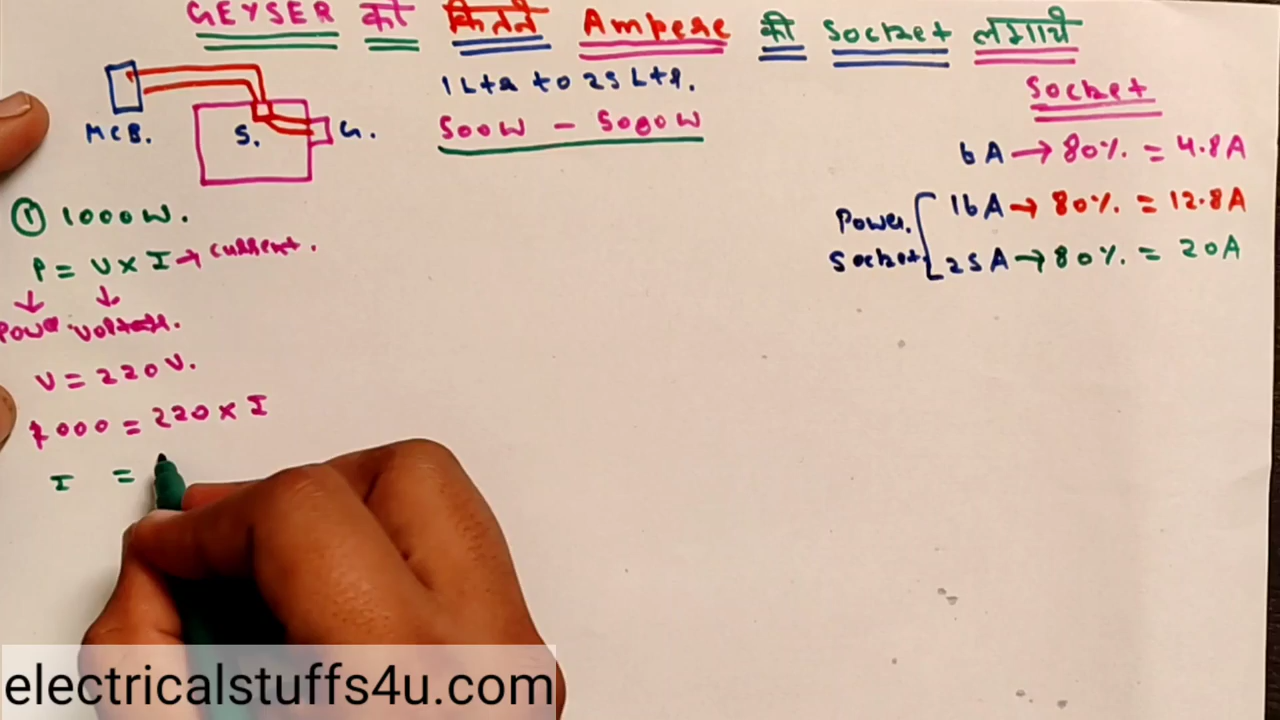 GEYSER को कितने Ampere की Socket लगाये
1Ltr to 25Ltr.
500W - 5000W
MCB.
S.
G.
Socket
6A → 80% = 4.8A
16A → 80% = 12.8A
25A → 80% = 20A
Power
Socket
① 1000W.
P = V × I → current.
Power voltage.
V = 220V.
1000 = 220 × I
I =
electricalstuffs4u.com